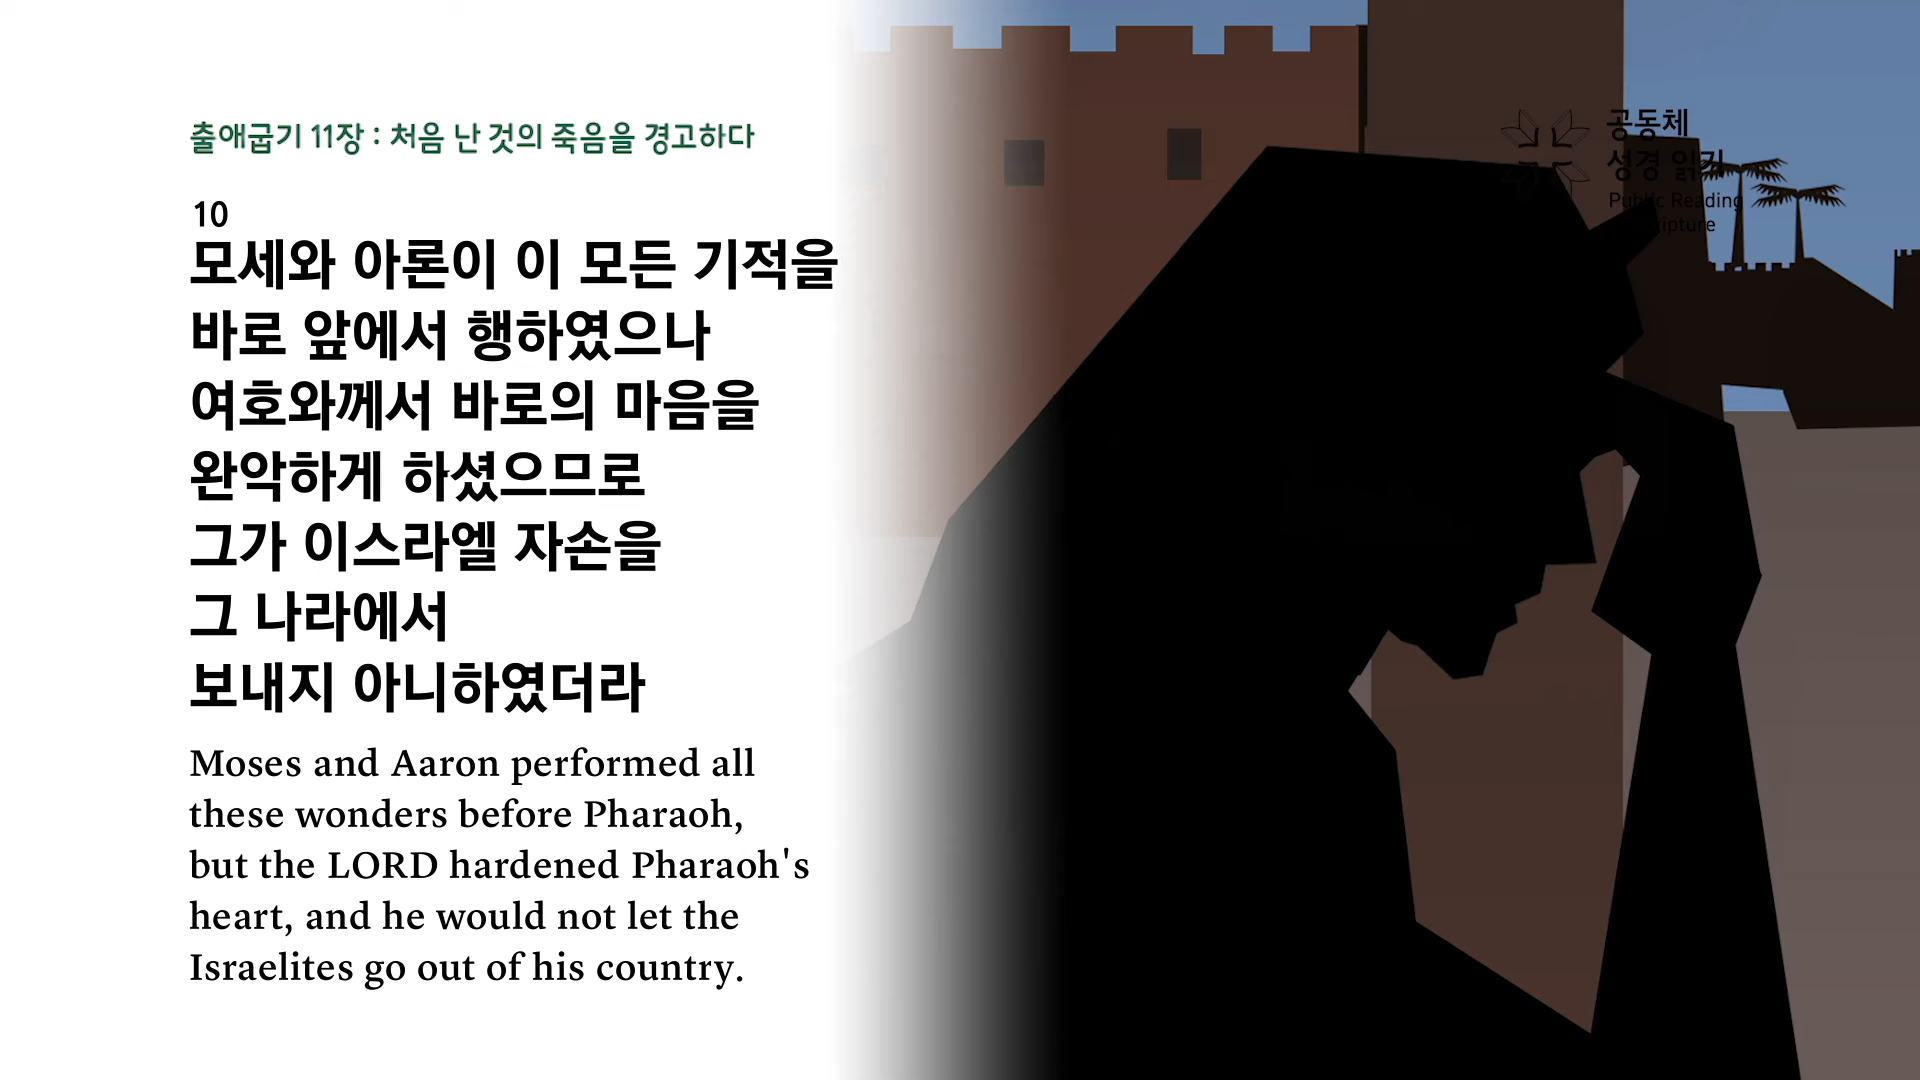 출애굽기 11장 : 처음 난 것의 죽음을 경고하다
10
모세와 아론이 이 모든 기적을
바로 앞에서 행하였으나
여호와께서 바로의 마음을
완악하게 하셨으므로
그가 이스라엘 자손을
그 나라에서
보내지 아니하였더라
Moses and Aaron performed all
these wonders before Pharaoh,
but the LORD hardened Pharaoh's
heart, and he would not let the
Israelites go out of his country.
공동체
성경 읽기
Public Reading